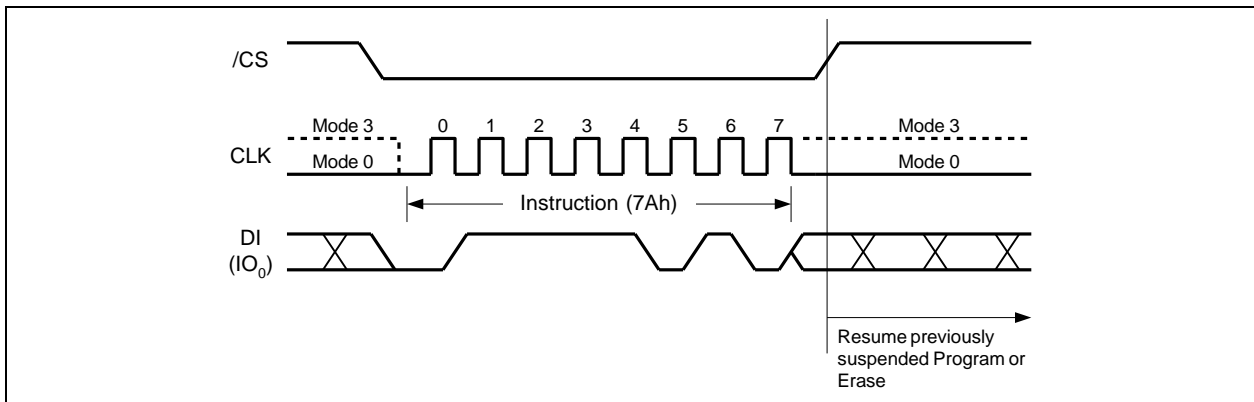 /CS
Mode 3
0 1 2 3 4 5 6 7
Mode 3
CLK
Mode 0
Mode 0
Instruction (7Ah)
DI
(IO0)
Resume previously
suspended Program or
Erase